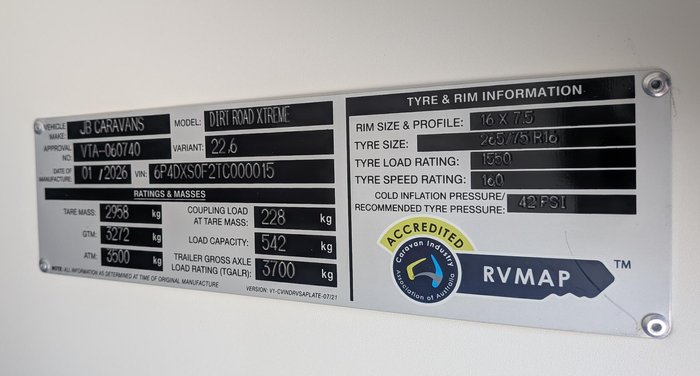 VEHICLE MAKE: JB CARAVANS MODEL: DIRT ROAD XTREME
APPROVAL NO: VTA-060740 VARIANT: 22.6
DATE OF MANUFACTURE: 01 / 2026 VIN: 6P4DXS0F2TC000015
RATINGS & MASSES
TARE MASS: 2958 kg COUPLING LOAD AT TARE MASS: 228 kg
GTM: 3272 kg LOAD CAPACITY: 542 kg
ATM: 3500 kg TRAILER GROSS AXLE LOAD RATING (TGALR) 3700 kg
NOTE: ALL INFORMATION AS DETERMINED AT TIME OF ORIGINAL MANUFACTURE VERSION: V1-CVINDRVSAPLATE-07/21
TYRE & RIM INFORMATION
RIM SIZE & PROFILE: 16 X 7.5
TYRE SIZE: 265/75 R16
TYRE LOAD RATING: 1550
TYRE SPEED RATING: 160
COLD INFLATION PRESSURE/
RECOMMENDED TYRE PRESSURE: 42 PSI
ACCREDITED
Caravan Industry
Association of Australia
RVMAP TM